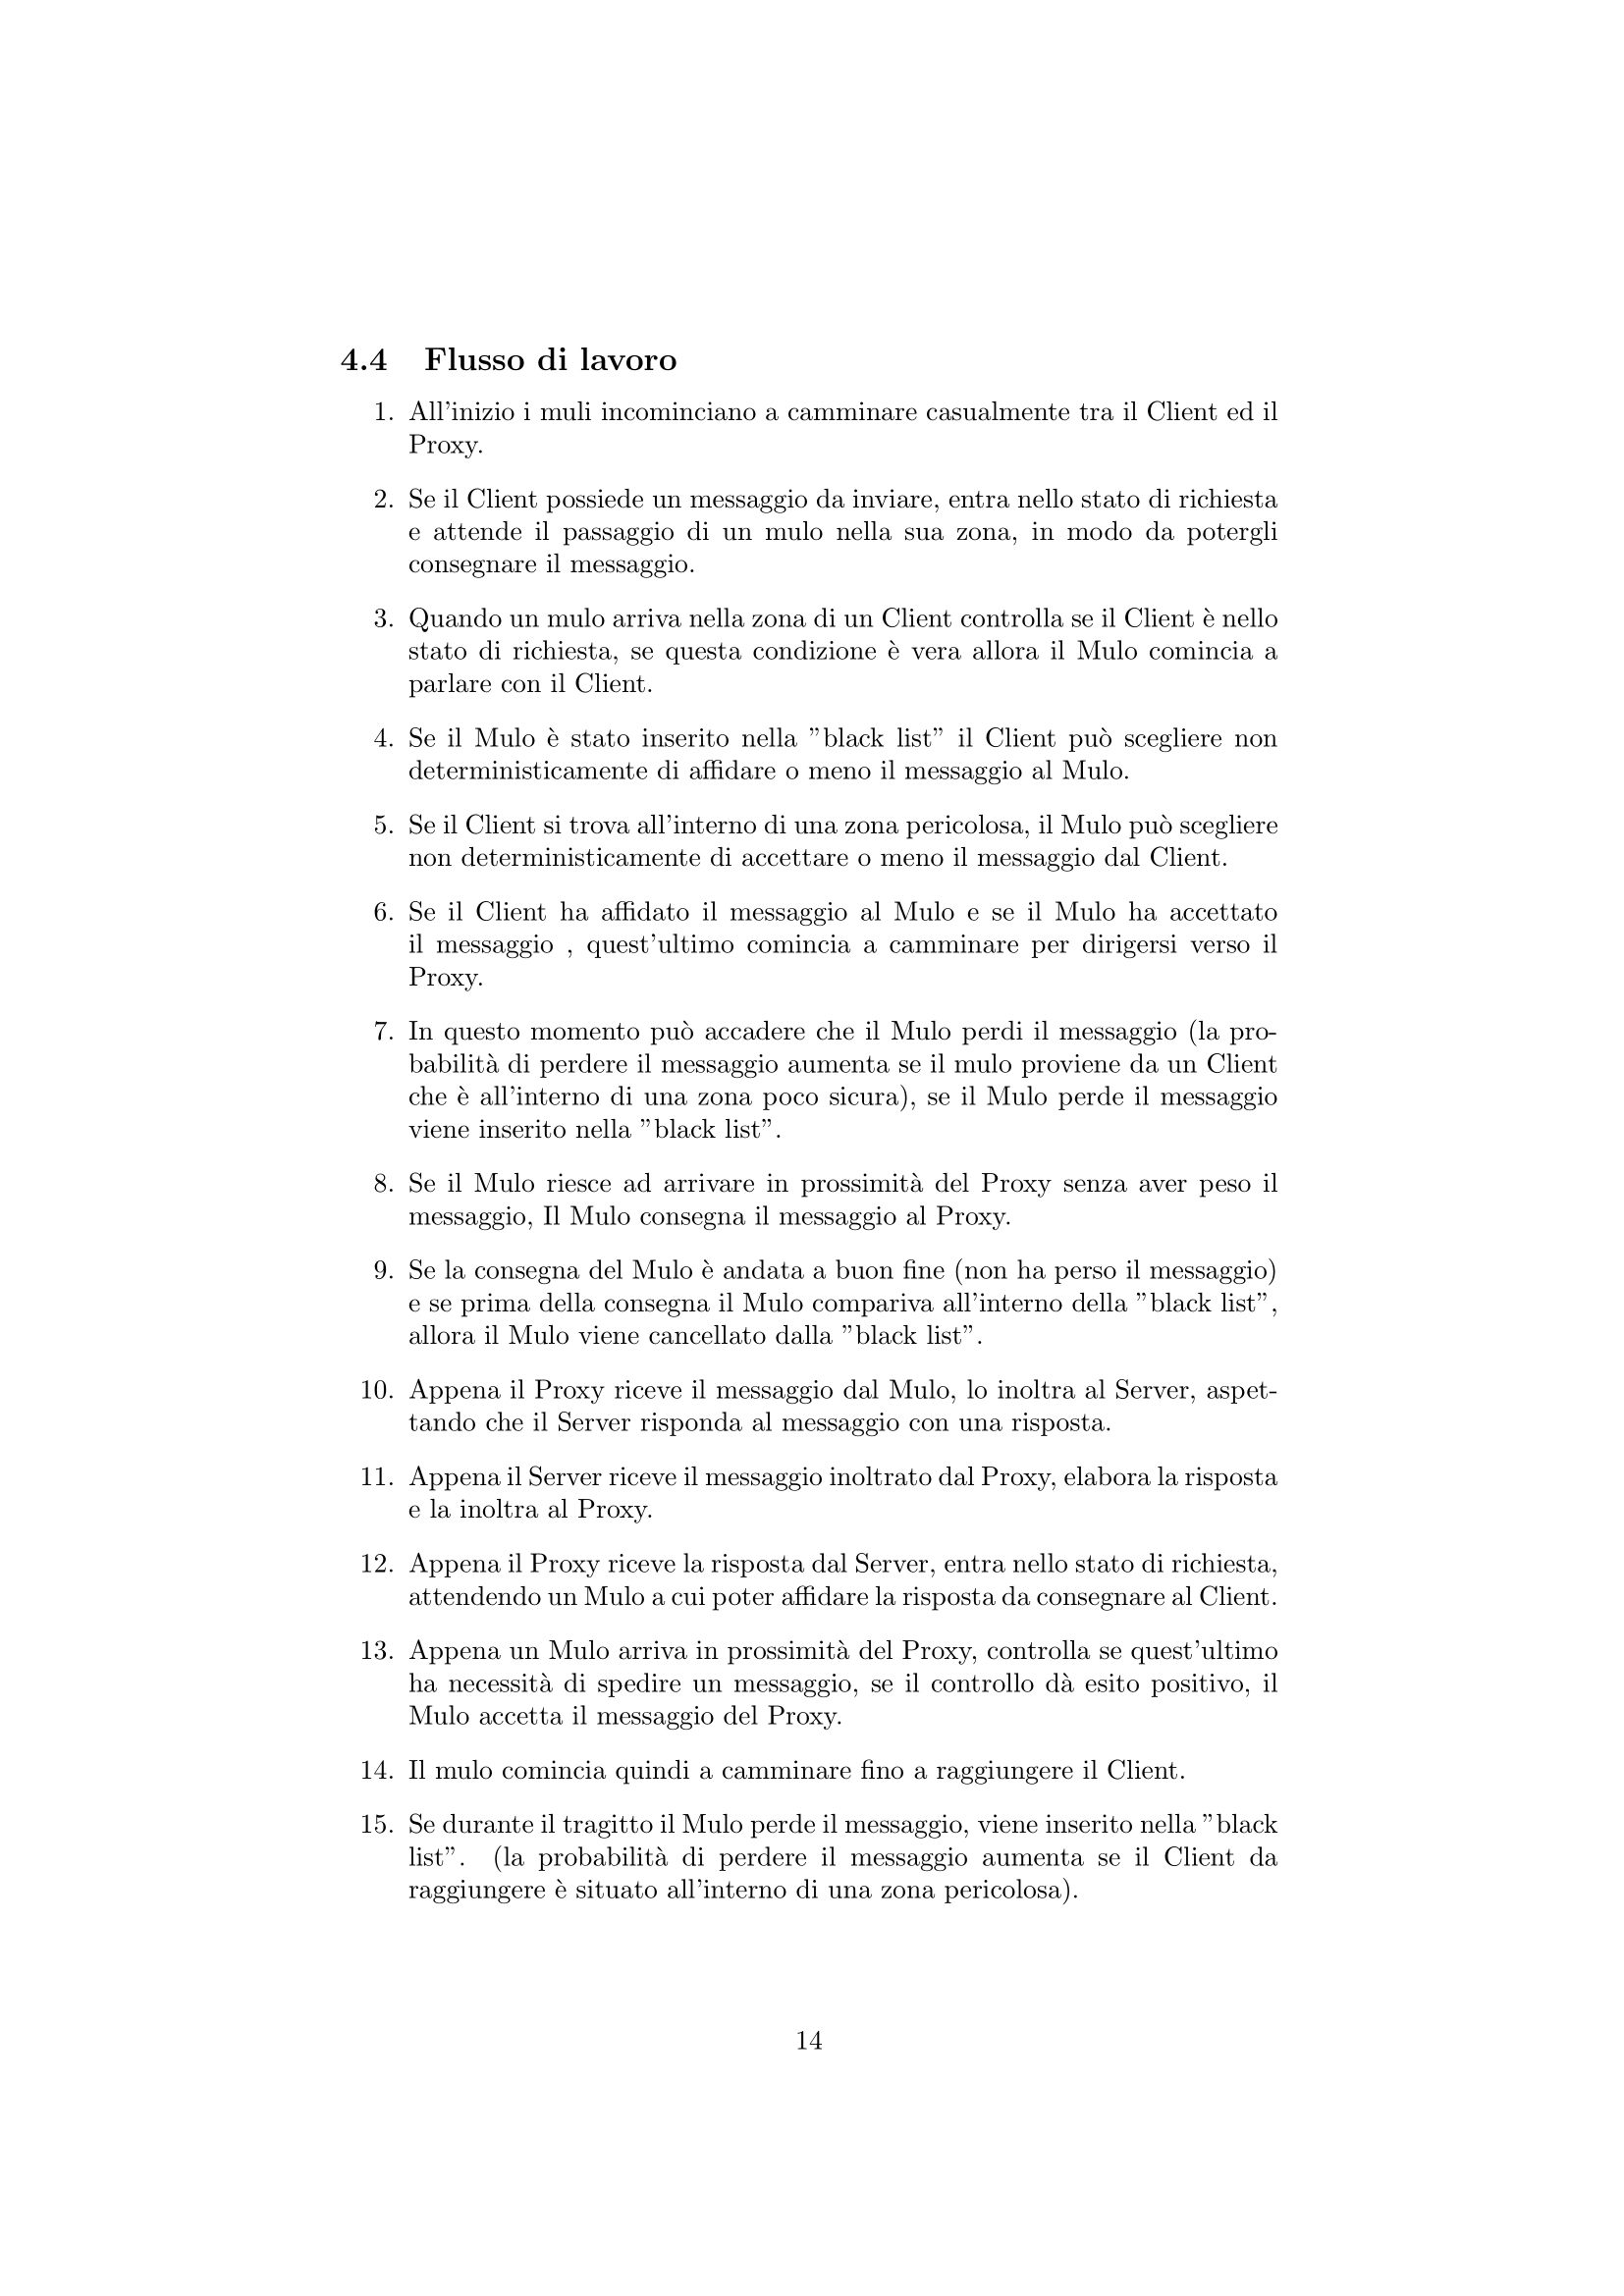 4.4 Flusso di lavoro
1. All'inizio i muli incominciano a camminare casualmente tra il Client ed il
Proxy.
2. Se il Client possiede un messaggio da inviare, entra nello stato di richiesta
e attende il passaggio di un mulo nella sua zona, in modo da potergli
consegnare il messaggio.
3. Quando un mulo arriva nella zona di un Client controlla se il Client è nello
stato di richiesta, se questa condizione è vera allora il Mulo comincia a
parlare con il Client.
4. Se il Mulo è stato inserito nella "black list" il Client può scegliere non
deterministicamente di affidare o meno il messaggio al Mulo.
5. Se il Client si trova all'interno di una zona pericolosa, il Mulo può scegliere
non deterministicamente di accettare o meno il messaggio dal Client.
6. Se il Client ha affidato il messaggio al Mulo e se il Mulo ha accettato
il messaggio , quest'ultimo comincia a camminare per dirigersi verso il
Proxy.
7. In questo momento può accadere che il Mulo perdi il messaggio (la pro-
babilità di perdere il messaggio aumenta se il mulo proviene da un Client
che è all'interno di una zona poco sicura), se il Mulo perde il messaggio
viene inserito nella "black list".
8. Se il Mulo riesce ad arrivare in prossimità del Proxy senza aver peso il
messaggio, Il Mulo consegna il messaggio al Proxy.
9. Se la consegna del Mulo è andata a buon fine (non ha perso il messaggio)
e se prima della consegna il Mulo compariva all'interno della "black list",
allora il Mulo viene cancellato dalla "black list".
10. Appena il Proxy riceve il messaggio dal Mulo, lo inoltra al Server, aspet-
tando che il Server risponda al messaggio con una risposta.
11. Appena il Server riceve il messaggio inoltrato dal Proxy, elabora la risposta
e la inoltra al Proxy.
12. Appena il Proxy riceve la risposta dal Server, entra nello stato di richiesta,
attendendo un Mulo a cui poter affidare la risposta da consegnare al Client.
13. Appena un Mulo arriva in prossimità del Proxy, controlla se quest'ultimo
ha necessità di spedire un messaggio, se il controllo dà esito positivo, il
Mulo accetta il messaggio del Proxy.
14. Il mulo comincia quindi a camminare fino a raggiungere il Client.
15. Se durante il tragitto il Mulo perde il messaggio, viene inserito nella "black
list". (la probabilità di perdere il messaggio aumenta se il Client da
raggiungere è situato all'interno di una zona pericolosa).
14